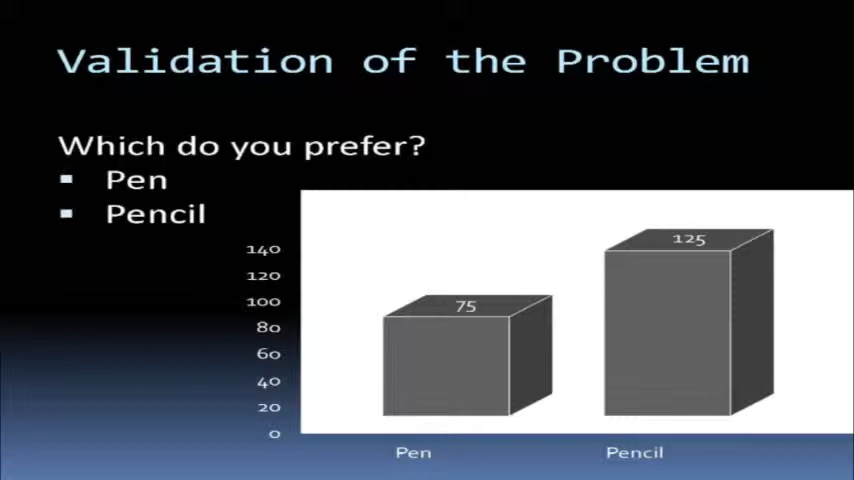 Validation of the Problem
Which do you prefer?
▪ Pen
▪ Pencil
140
120
100
80
60
40
20
0
75
125
Pen
Pencil